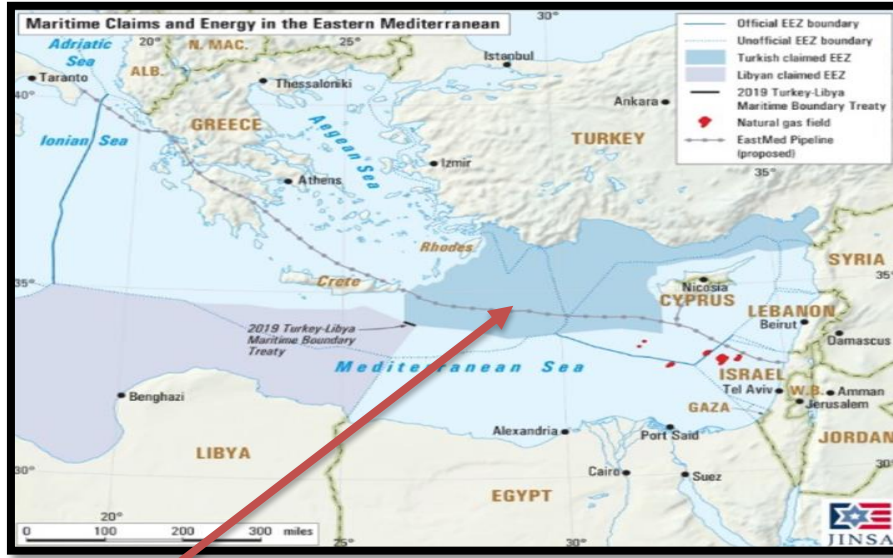 Maritime Claims and Energy in the Eastern Mediterranean
Official EEZ boundary
Unofficial EEZ boundary
Turkish claimed EEZ
Libyan claimed EEZ
2019 Turkey-Libya
Maritime Boundary
Treaty
Natural gas field
EastMed Pipeline
(proposed)
Adriatic
Sea
20°
N. MAC.
25°
30°
Istanbul
Taranto
ALB.
Thessaloniki
Ankara
40°
GREECE
Aegean
Sea
TURKEY
Ionian Sea
Izmir
35°
Athens
Rhodes
SYRIA
35°
Crete
35°
Nicosia
CYPRUS
LEBANON
Beirut
2019 Turkey-Libya
Maritime Boundary
Treaty
Damascus
Mediterranean Sea
ISRAEL
Tel Aviv
W.B.
Amman
Benghazi
Jerusalem
GAZA
Alexandria
Port Said
JORDAN
LIBYA
30°
30°
Cairo
Suez
EGYPT
20°
0 100 200 300 miles
25°
30°
JINSA